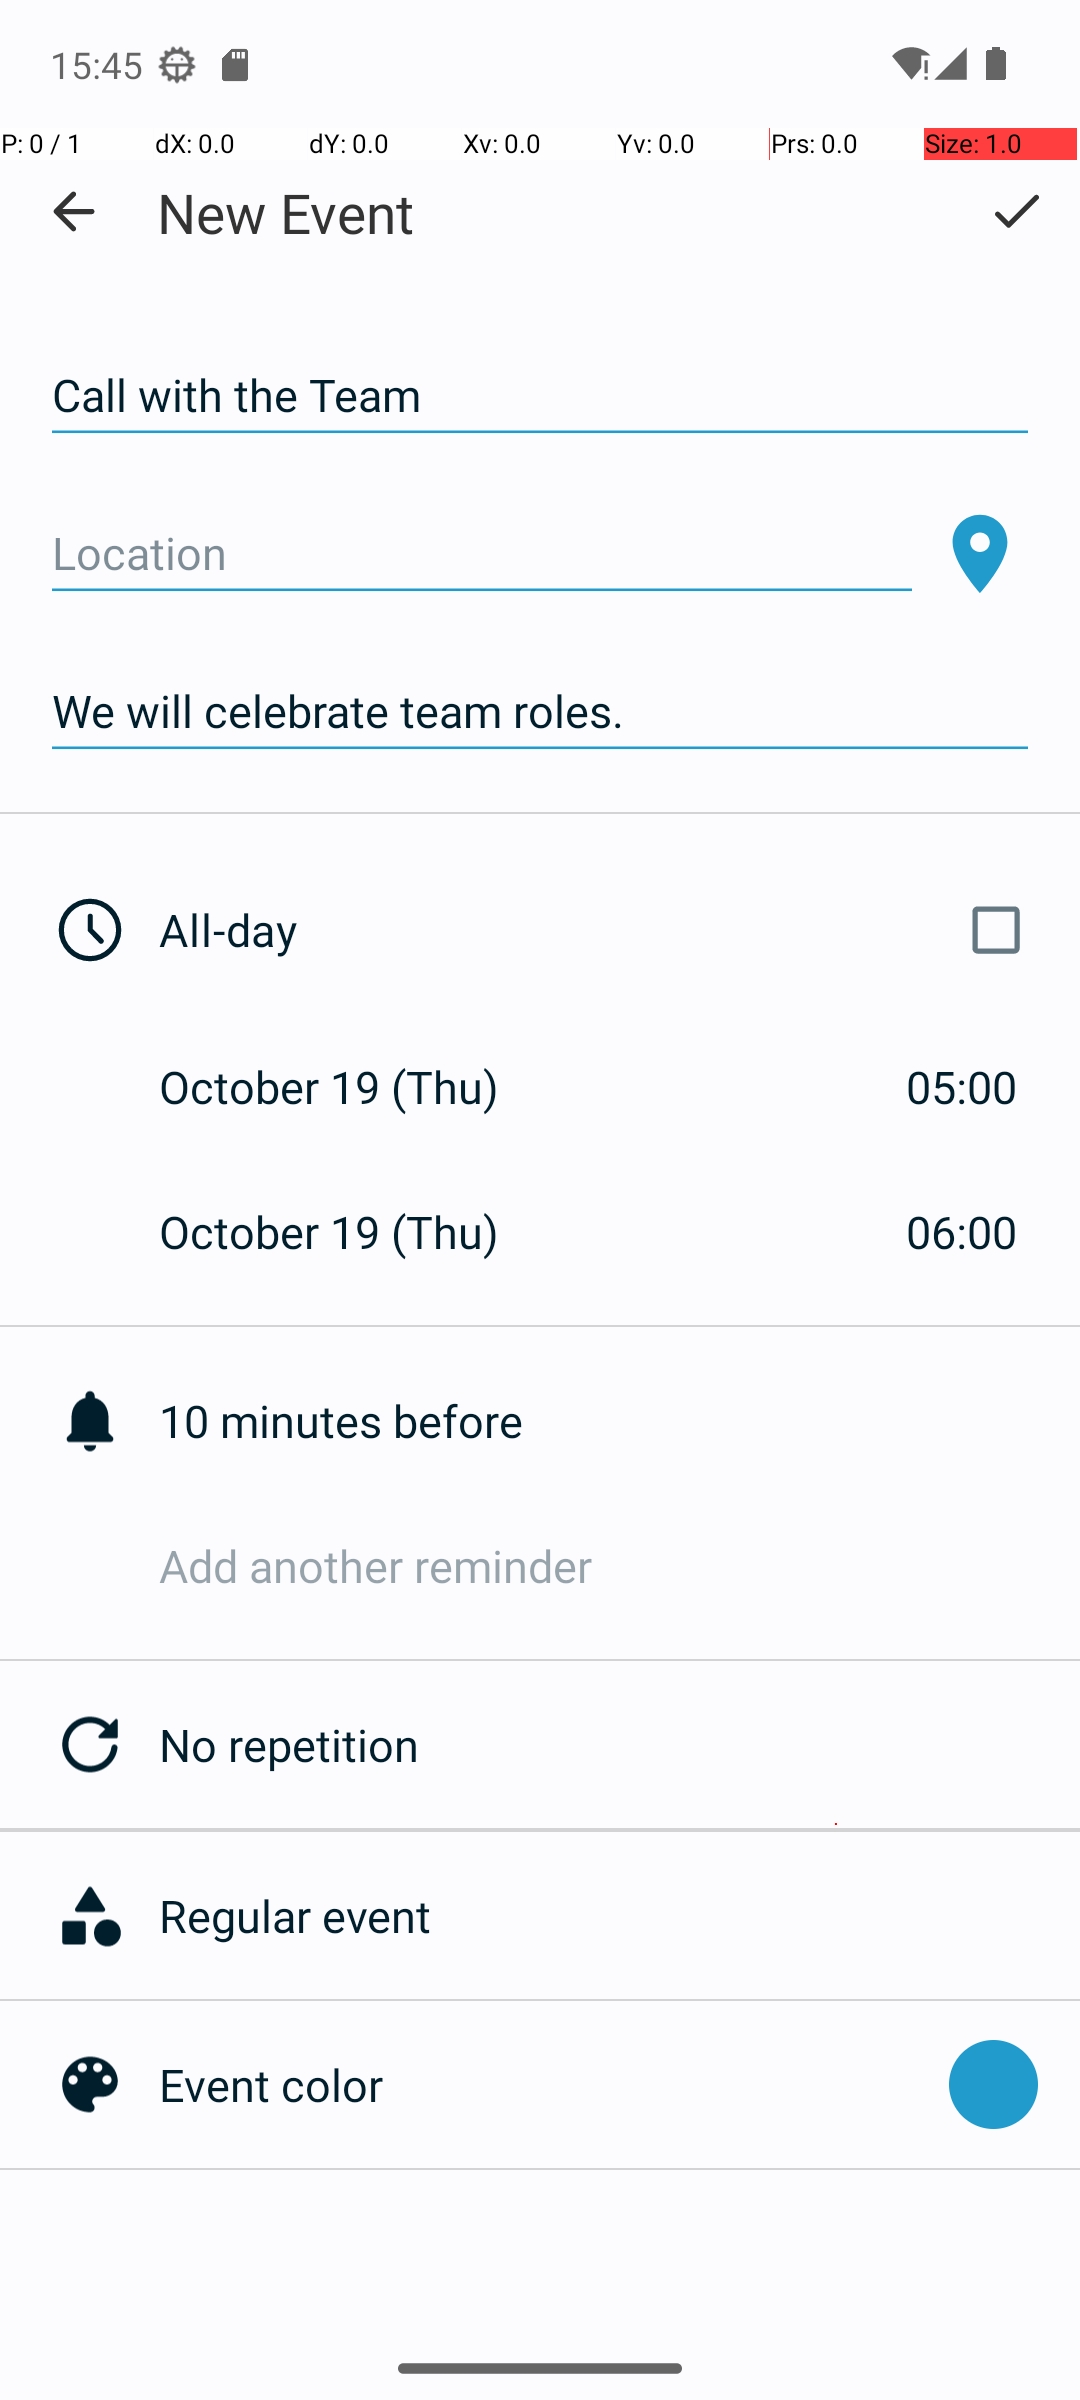 15:45
P: 0 / 1 dX: 0.0 dY: 0.0 Xv: 0.0 Yv: 0.0 Prs: 0.0 Size: 1.0
New Event
Call with the Team
Location
We will celebrate team roles.
All-day
October 19 (Thu) 05:00
October 19 (Thu) 06:00
10 minutes before
Add another reminder
No repetition
Regular event
Event color